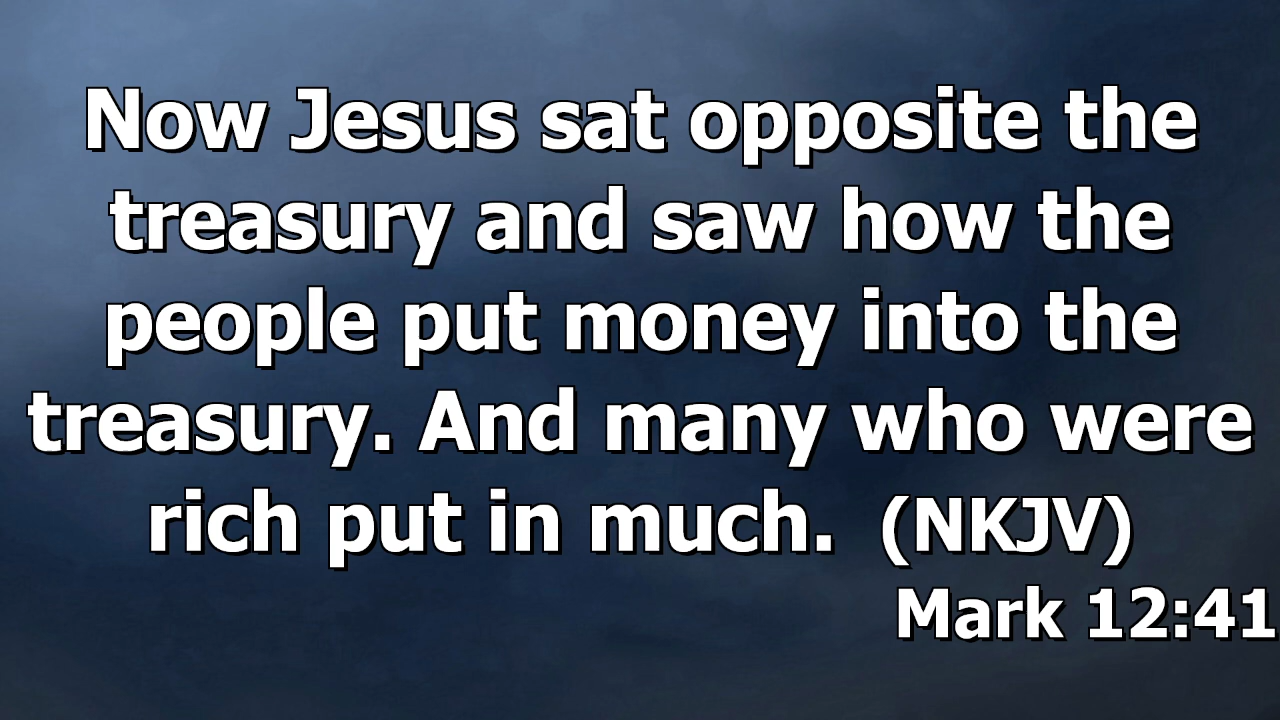 Now Jesus sat opposite the
treasury and saw how the
people put money into the
treasury. And many who were
rich put in much.  (NKJV)
Mark 12:41